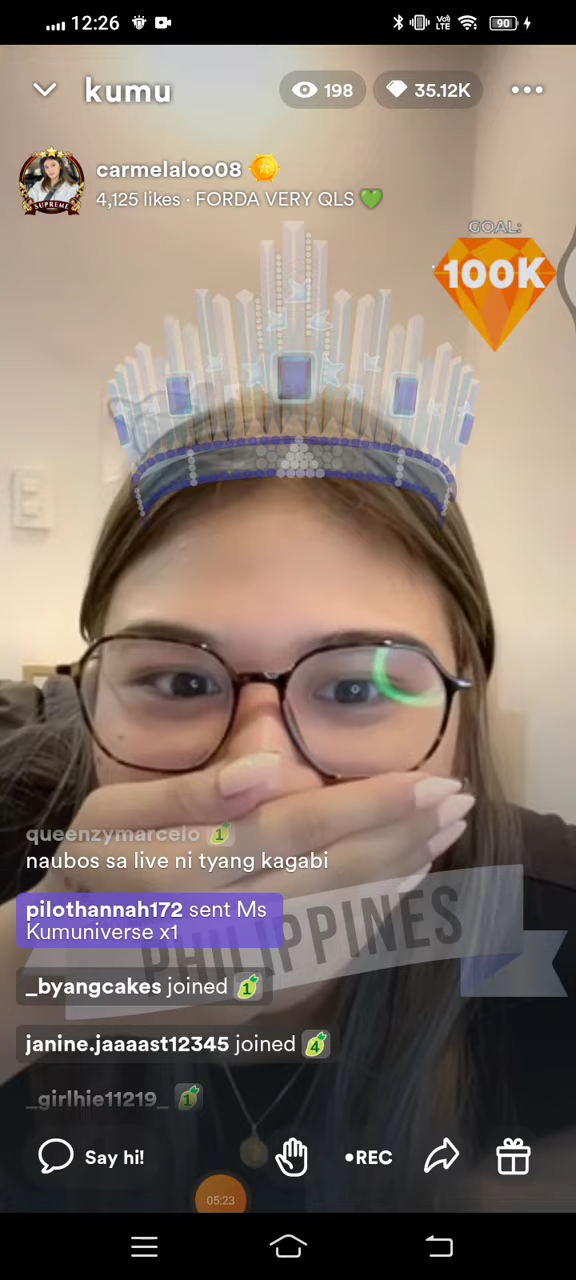 12:26
Vo))
LTE
90
kumu
198
35.12K
carmelaloo08
4,125 likes · FORDA VERY QLS 💚
GOAL:
100K
SUPREME
queenzymarcelo 1
naubos sa live ni tyang kagabi
pilothannah172 sent Ms
Kumuniverse x1
PHILIPPINES
_byangcakes joined 1
janine.jaaaast12345 joined 4
_girlhie11219_ 1
Say hi!
•REC
05:23